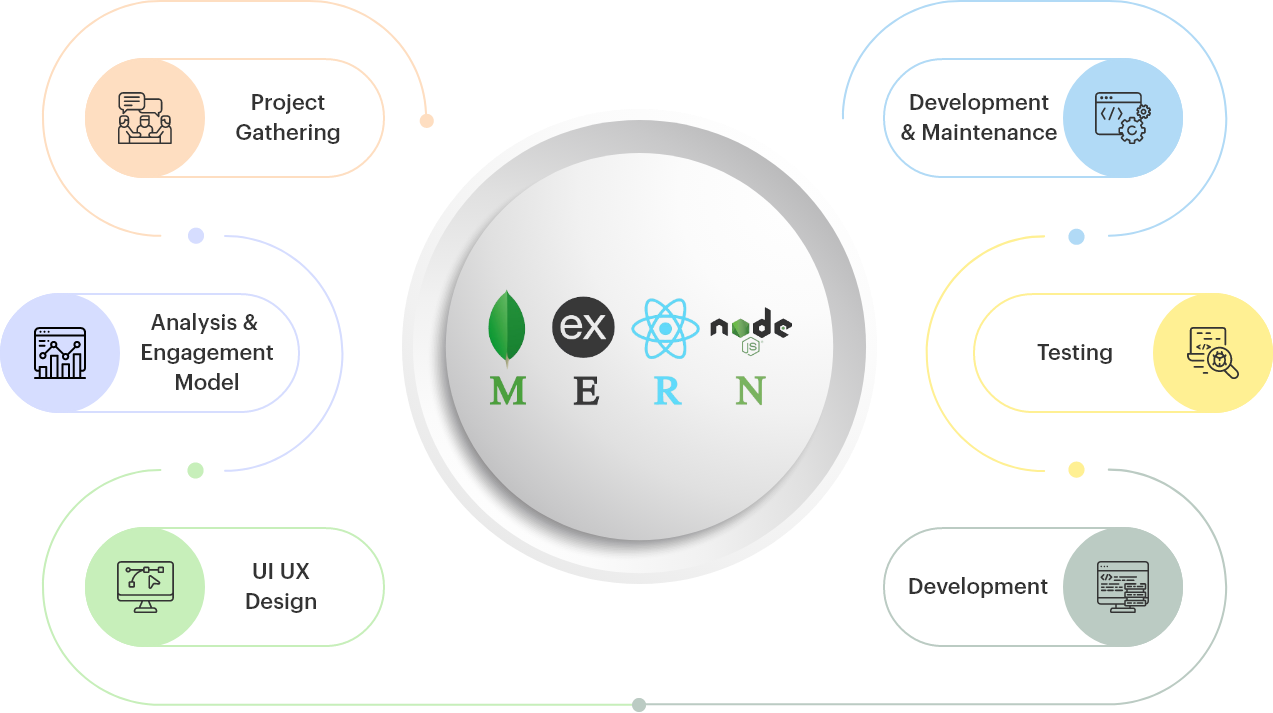 Project
Gathering
Analysis &
Engagement
Model
UI UX
Design
ex
node
JS
M E R N
Development
& Maintenance
</>
Testing
</>
Development
</>